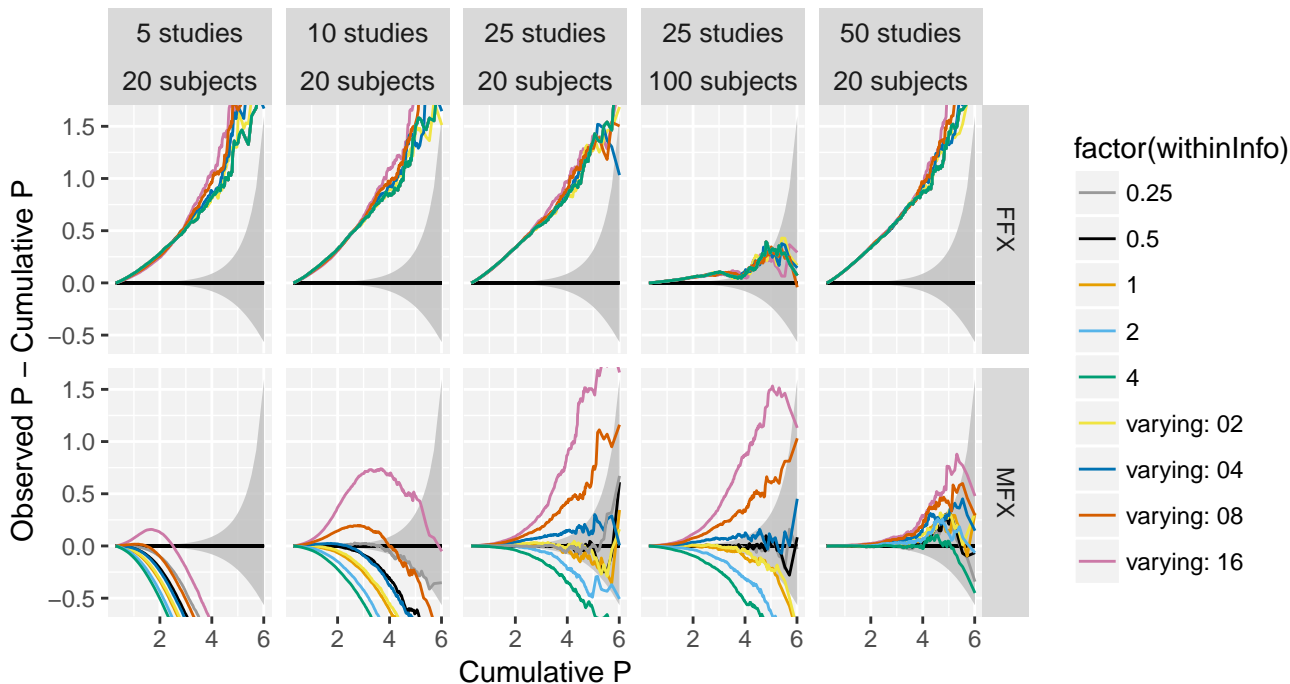 5 studies
20 subjects
10 studies
20 subjects
25 studies
20 subjects
25 studies
100 subjects
50 studies
20 subjects
Observed P − Cumulative P
1.5
1.0
0.5
0.0
−0.5
FFX
1.5
1.0
0.5
0.0
−0.5
MFX
2 4 6
2 4 6
2 4 6
2 4 6
2 4 6
Cumulative P
factor(withinInfo)
0.25
0.5
1
2
4
varying: 02
varying: 04
varying: 08
varying: 16